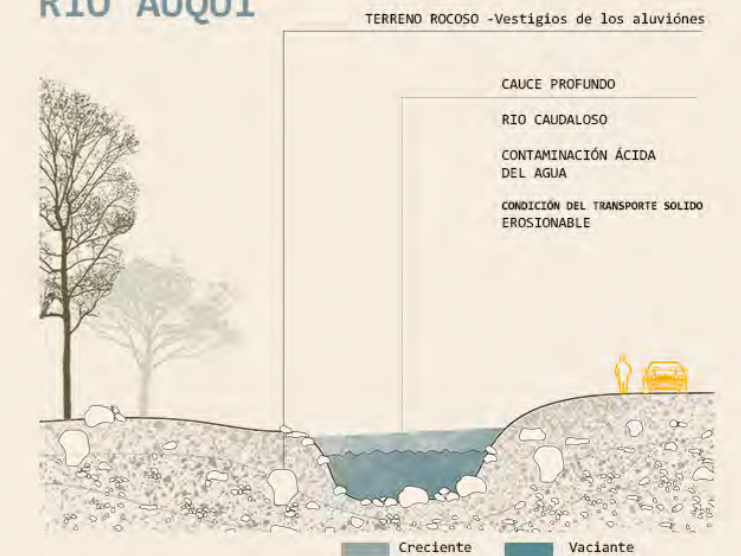 RIO AUQUI
TERRENO ROCOSO -Vestigios de los aluviónes
CAUCE PROFUNDO
RIO CAUDALOSO
CONTAMINACIÓN ÁCIDA
DEL AGUA
CONDICIÓN DEL TRANSPORTE SOLIDO
EROSIONABLE
Creciente
Vaciante